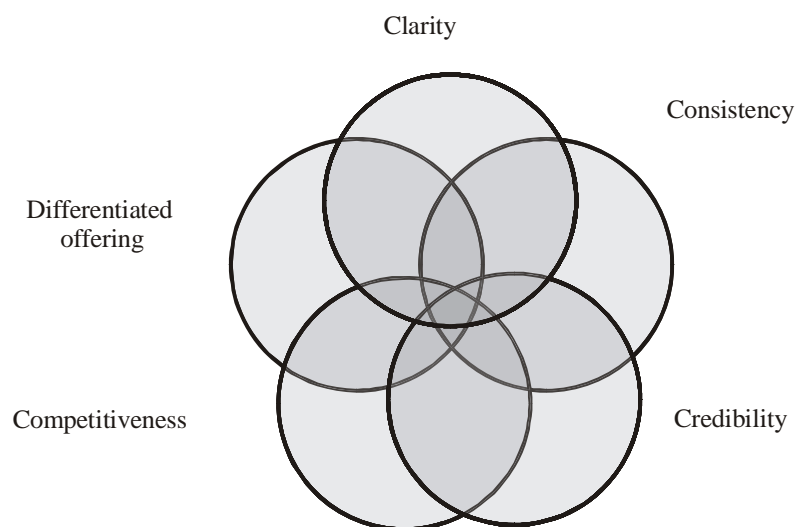 Clarity
Consistency
Differentiated
offering
Competitiveness
Credibility